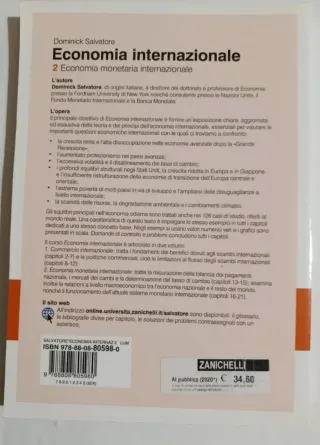 Dominick Salvatore
Economia internazionale
2 Economia monetaria internazionale
L'autore
Dominick Salvatore, di origini italiane, è direttore del dottorato e professore di Economia
presso la Fordham University di New York nonché consulente presso le Nazioni Unite, il
Fondo Monetario Internazionale e la Banca Mondiale.
L'opera
Il principale obiettivo di Economia internazionale è fornire un'esposizione chiara, aggiornata
ed esaustiva della teoria e dei principi dell'economia internazionale, essenziali per valutare le
importanti questioni economiche internazionali con le quali ci troviamo a confronto:
• la crescita lenta e l'alta disoccupazione nelle economie avanzate dopo la «Grande
Recessione»;
• l'aumentato protezionismo nei paesi avanzati;
• l'eccessiva volatilità e il disallineamento dei tassi di cambio;
• i profondi squilibri strutturali negli Stati Uniti, la crescita ridotta in Europa e in Giappone
e l'insufficiente ristrutturazione delle economie di transizione dell'Europa centrale e
orientale;
• l'estrema povertà di molti paesi in via di sviluppo e l'ampliarsi delle disuguaglianze a
livello internazionale;
• la scarsità delle risorse, la degradazione ambientale e i cambiamenti climatici.
Gli squilibri principali nell'economia odierna sono trattati anche nei 126 casi di studio, riferiti al
mondo reale. Una caratteristica di questo testo è impiegare lo stesso esempio in tutti i capitoli
dedicati a uno stesso concetto base. Negli esempi si usano valori numerici veri e i grafici sono
presentati in scala. Domande di controllo e problemi concludono tutti i capitoli.
Il corso Economia internazionale è articolato in due volumi:
1. Commercio internazionale: tratta i fondamenti dei benefici dovuti agli scambi internazionali
(capitoli 2-7) e la politiche commerciali, cioè le limitazioni ai flussi degli scambi internazionali
(capitoli 8-12).
2. Economia monetaria internazionale: tratta la misurazione della bilancia dei pagamenti
nazionale, i mercati dei cambi e la determinazione del tasso di cambio (capitoli 13-15); esamina
inoltre le relazioni a livello macroeconomico tra l'economia nazionale e il resto del mondo,
nonché il funzionamento dell'attuale sistema monetario internazionale (capitoli 16-21).
Il sito web
All'indirizzo online.universita.zanichelli.it/salvatore sono disponibili: il glossario,
le bibliografie divise per capitolo, le soluzioni dei problemi contrassegnati con un
asterisco.
SALVATORE*ECONOMIA INTERNAZ 2 LUM
ISBN 978-88-08-80598-0
9 788808 805980
ZANICHELLI
Al pubblico (2020*) € 34,60